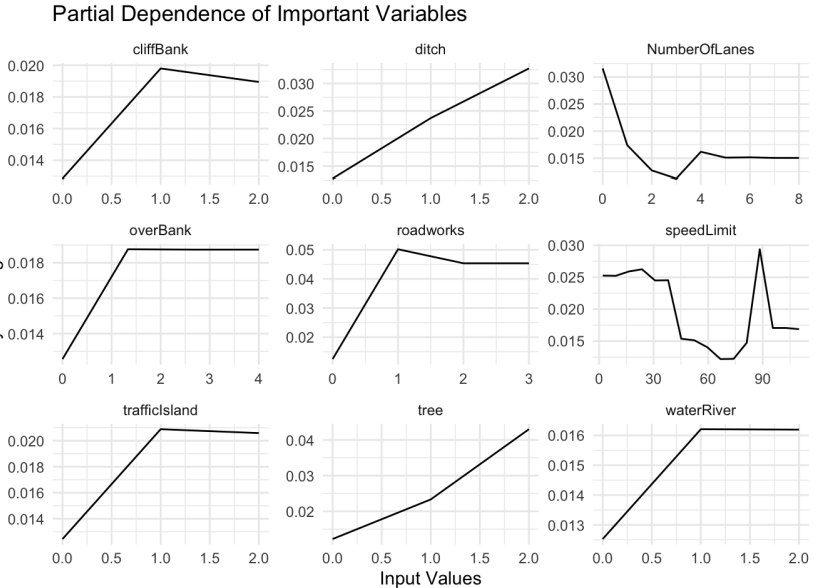 Partial Dependence of Important Variables
cliffBank ditch NumberOfLanes
0.020
0.018
0.016
0.014
0.0 0.5 1.0 1.5 2.0
0.030
0.025
0.020
0.015
0.0 0.5 1.0 1.5 2.0
0.030
0.025
0.020
0.015
0 2 4 6 8
overBank roadworks speedLimit
0.018
0.016
0.014
0 1 2 3 4
0.05
0.04
0.03
0.02
0 1 2 3
0.030
0.025
0.020
0.015
0 30 60 90
trafficIsland tree waterRiver
0.020
0.018
0.016
0.014
0.0 0.5 1.0 1.5 2.0
0.04
0.03
0.02
0.0 0.5 1.0 1.5 2.0
0.016
0.015
0.014
0.013
0.0 0.5 1.0 1.5 2.0
Input Values